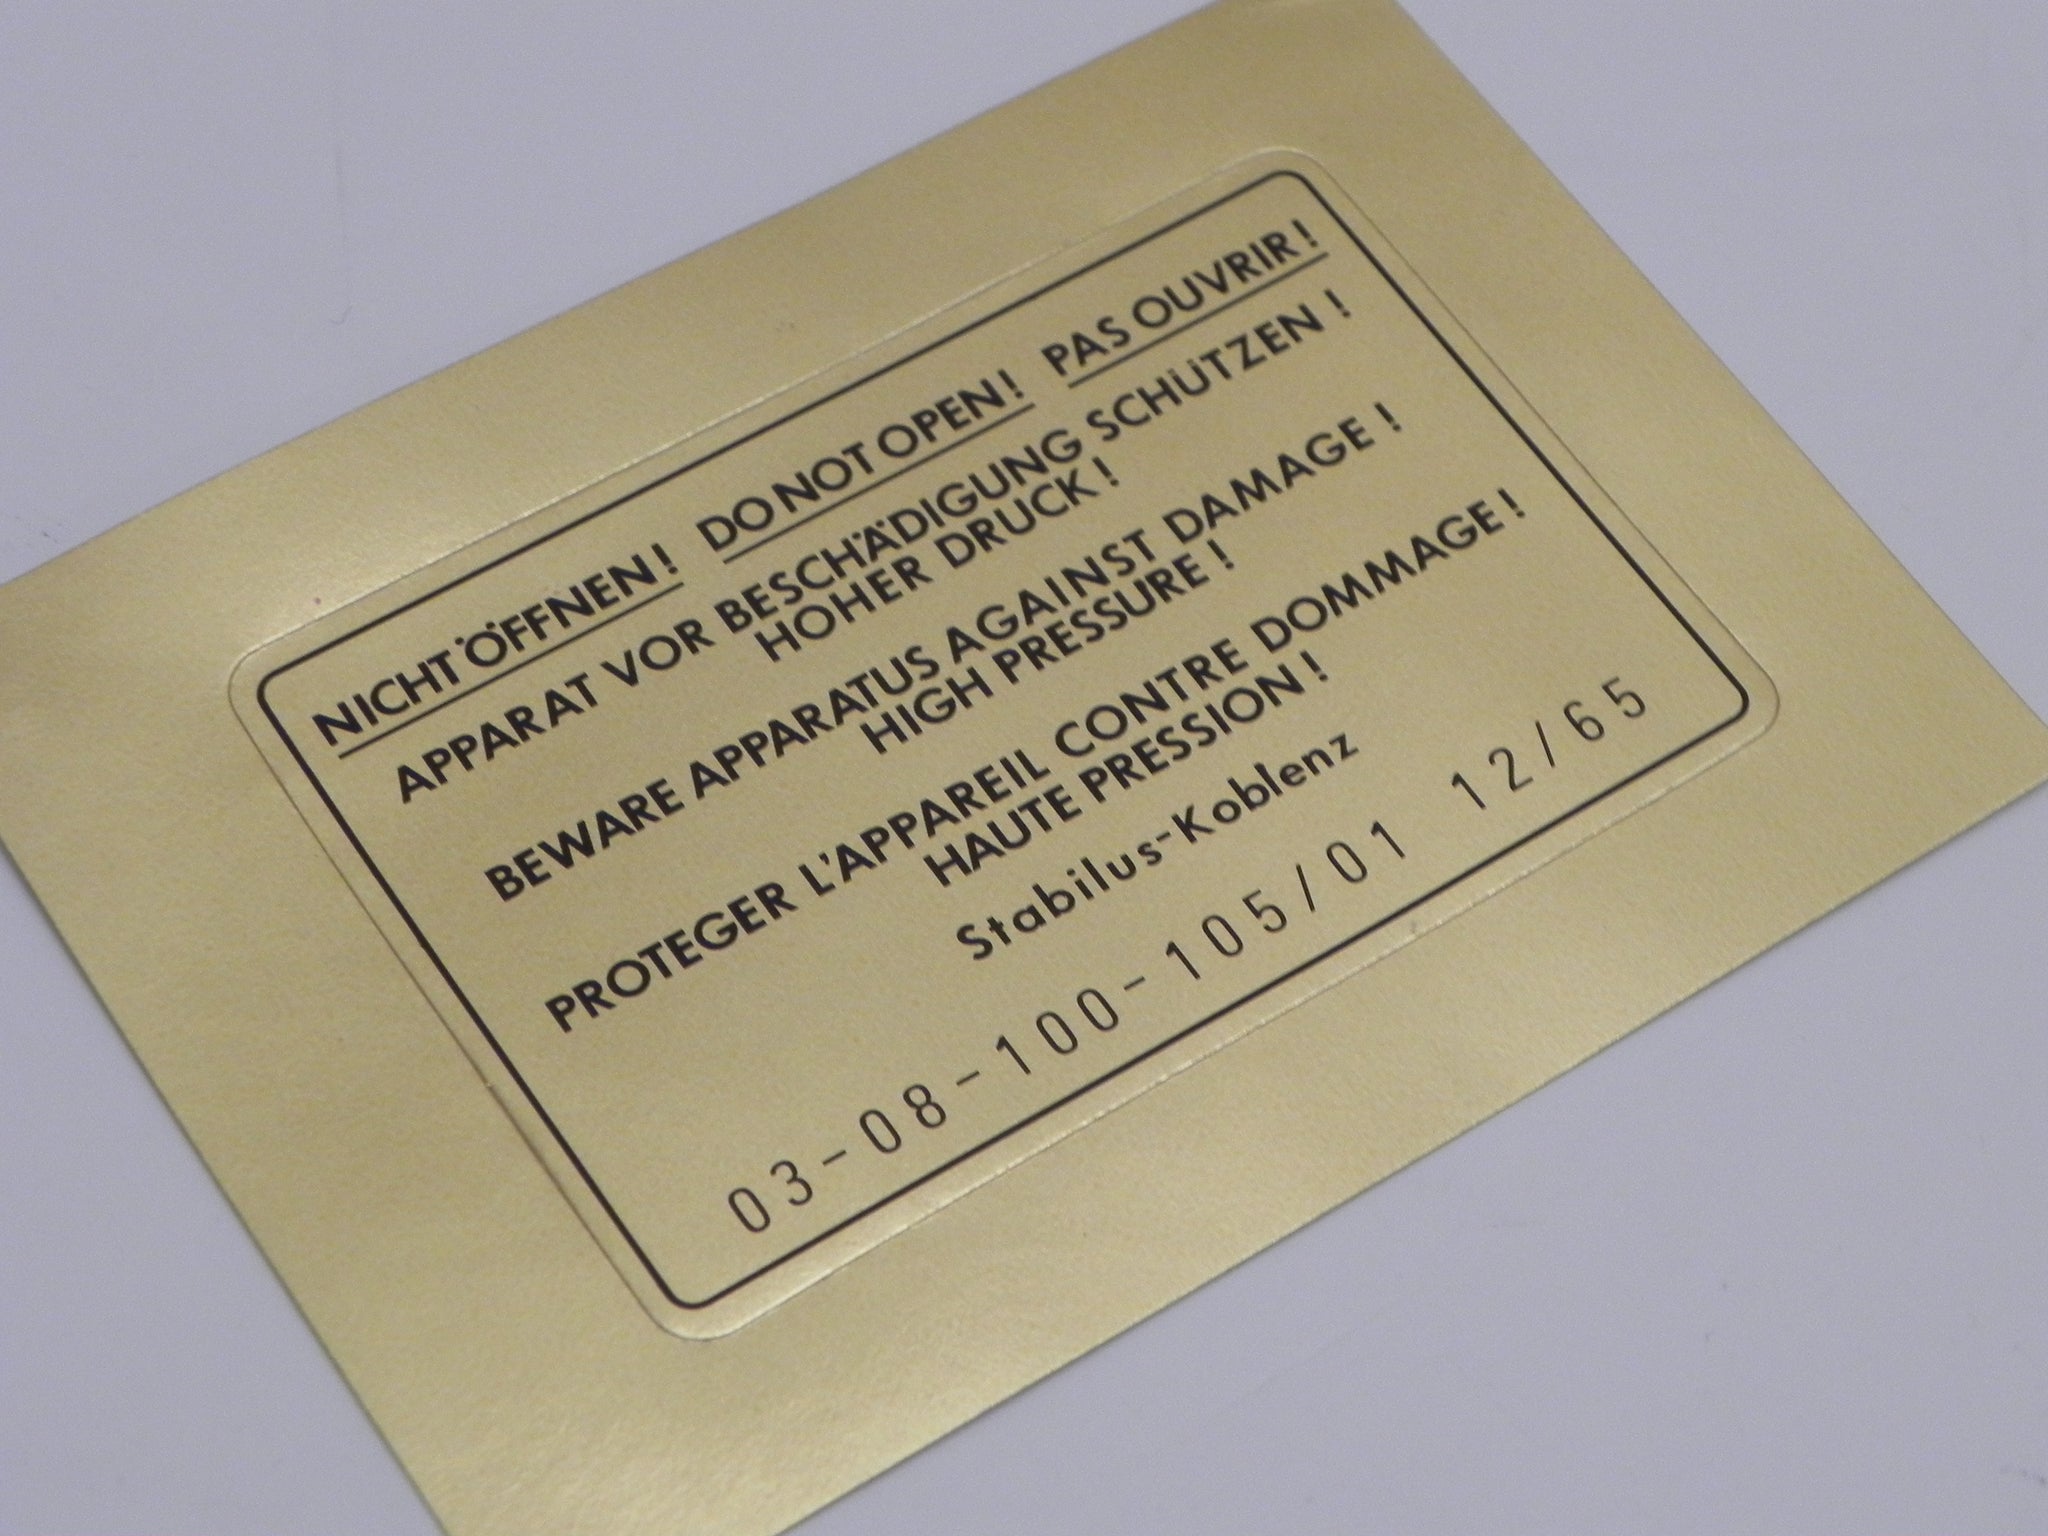 NICHT ÖFFNEN! DO NOT OPEN! PAS OUVRIR!
APPARAT VOR BESCHÄDIGUNG SCHÜTZEN !
HOHER DRUCK!
BEWARE APPARATUS AGAINST DAMAGE !
HIGH PRESSURE !
PROTEGER L'APPAREIL CONTRE DOMMAGE!
HAUTE PRESSION!
Stabilus-Koblenz
03-08-100-105/01 12/65